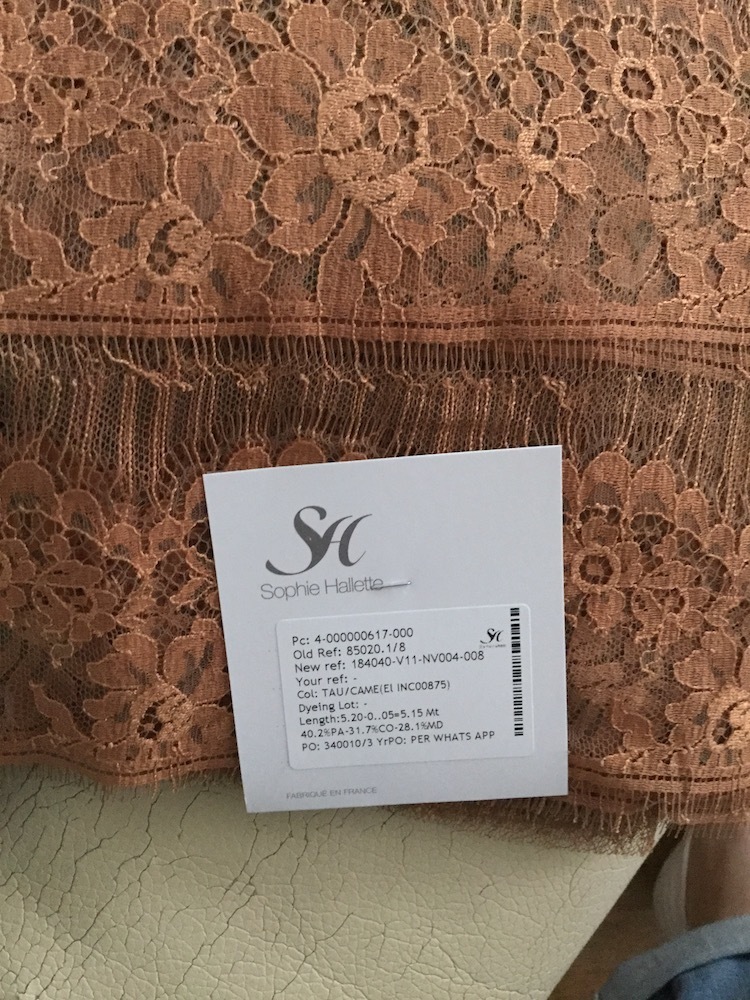 SH
Sophie Hallette
Pc: 4-000000617-000
Old Ref: 85020.1/8
New ref: 184040-V11-NV004-008
Your ref: -
Col: TAU/CAME(El INC00875)
Dyeing Lot: -
Length:5.20-0..05=5.15 Mt
40.2%PA-31.7%CO-28.1%MD
PO: 340010/3 YrPO: PER WHATS APP
SH
FABRIQUÉ EN FRANCE